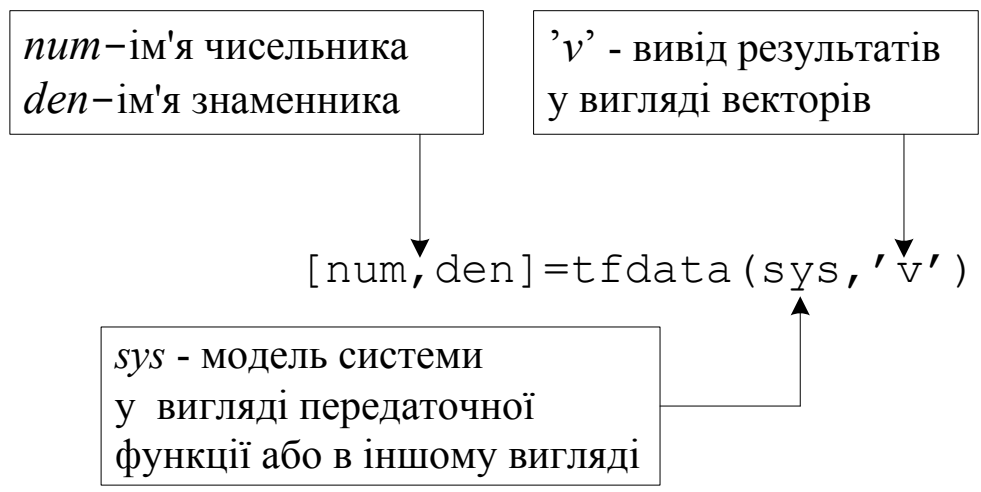 num−ім'я чисельника
den−ім'я знаменника
’v’ - вивід результатів
у вигляді векторів
[num,den]=tfdata(sys,'v')
sys - модель системи
у вигляді передаточної
функції або в іншому вигляді